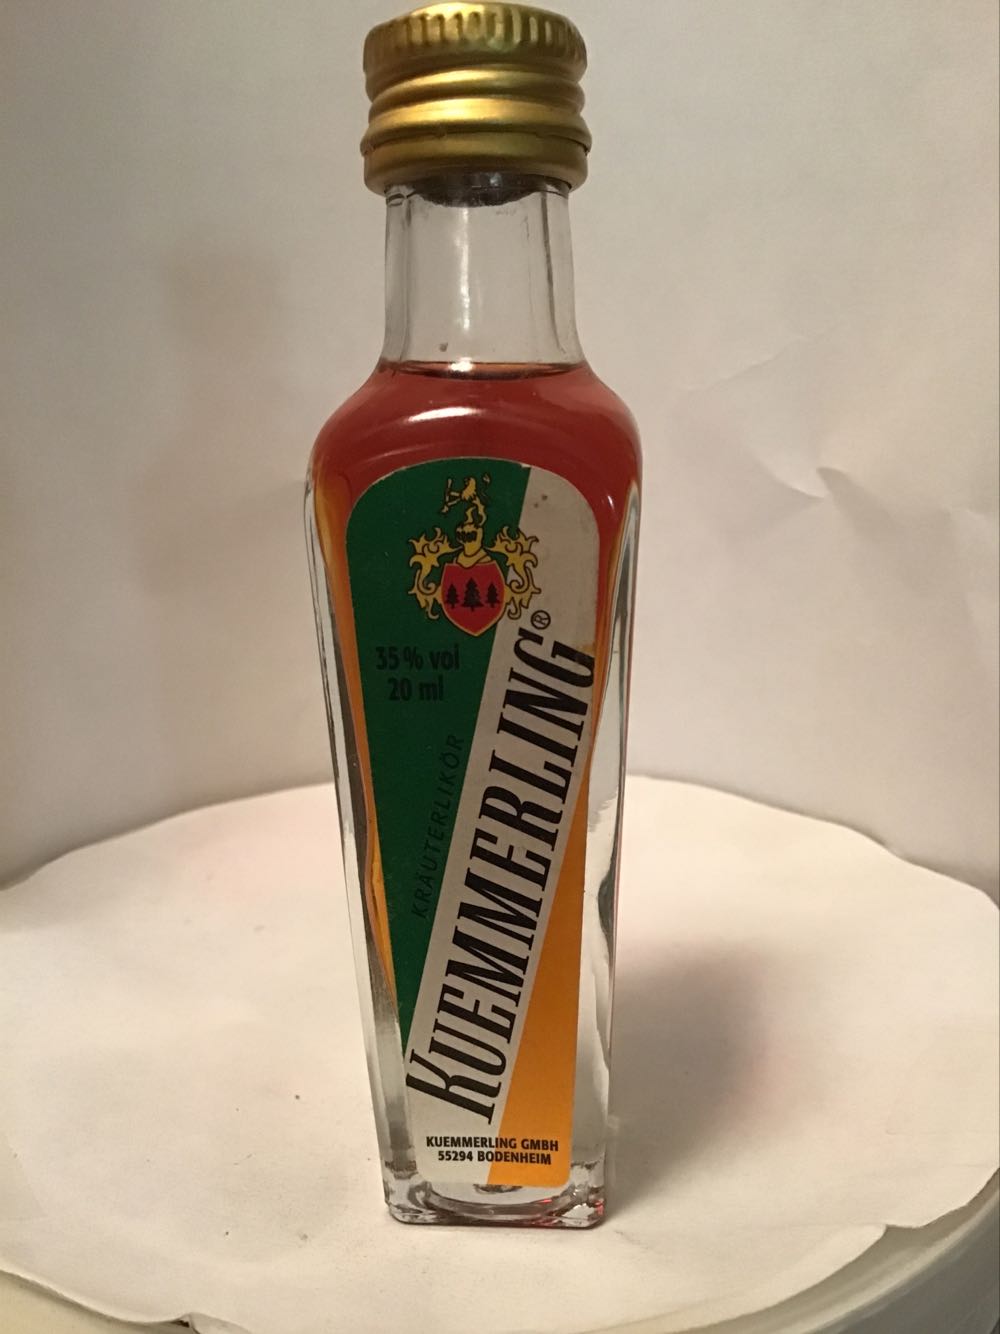 35% vol
20 ml
KRÄUTERLIKÖR
KUEMMERLING®
KUEMMERLING GMBH
55294 BODENHEIM